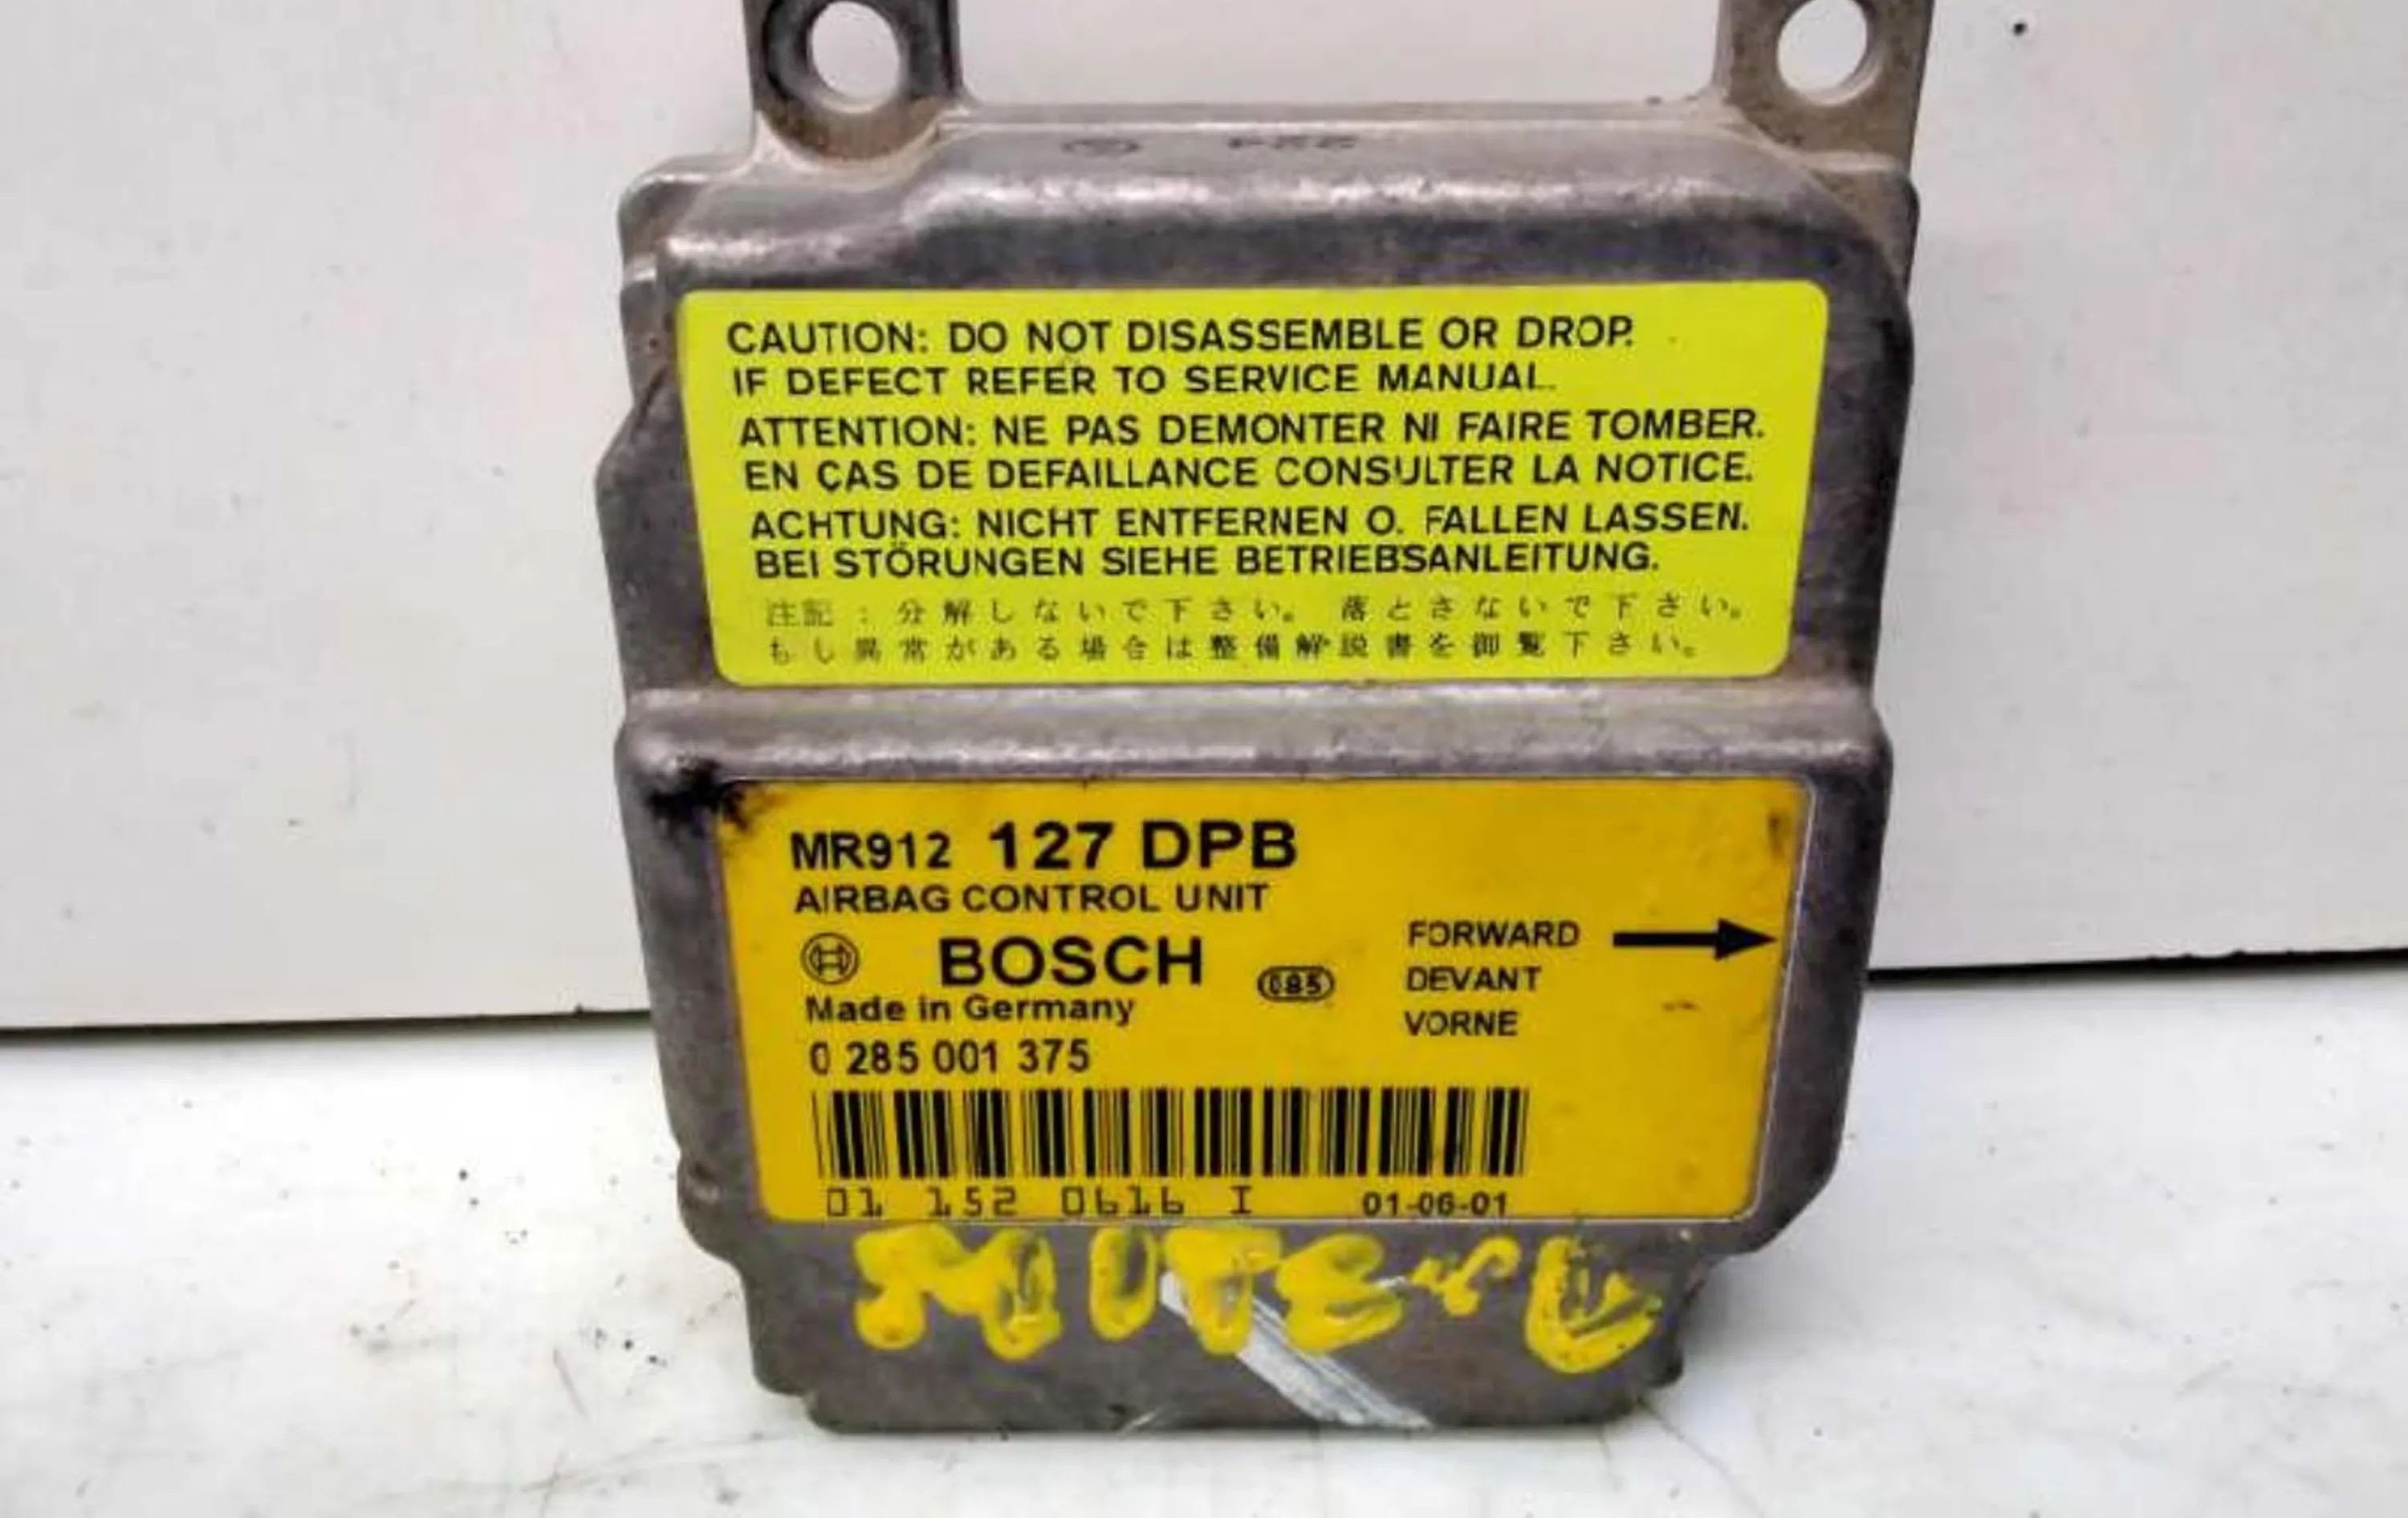 CAUTION: DO NOT DISASSEMBLE OR DROP.
IF DEFECT REFER TO SERVICE MANUAL.
ATTENTION: NE PAS DEMONTER NI FAIRE TOMBER.
EN ÇAS DE DEFAILLANCE CONSULTER LA NOTICE.
ACHTUNG: NICHT ENTFERNEN O. FALLEN LASSEN.
BEI STÖRUNGEN SIEHE BETRIEBSANLEITUNG.
注記:分解しないで下さい。 落とさないで下さい。
もし異常がある場合は整備解説書を御覧下さい。
MR912 127 DPB
AIRBAG CONTROL UNIT
BOSCH
Made in Germany
FORWARD
DEVANT
VORNE
0 285 001 375
01 152 0616 I 01-06-01